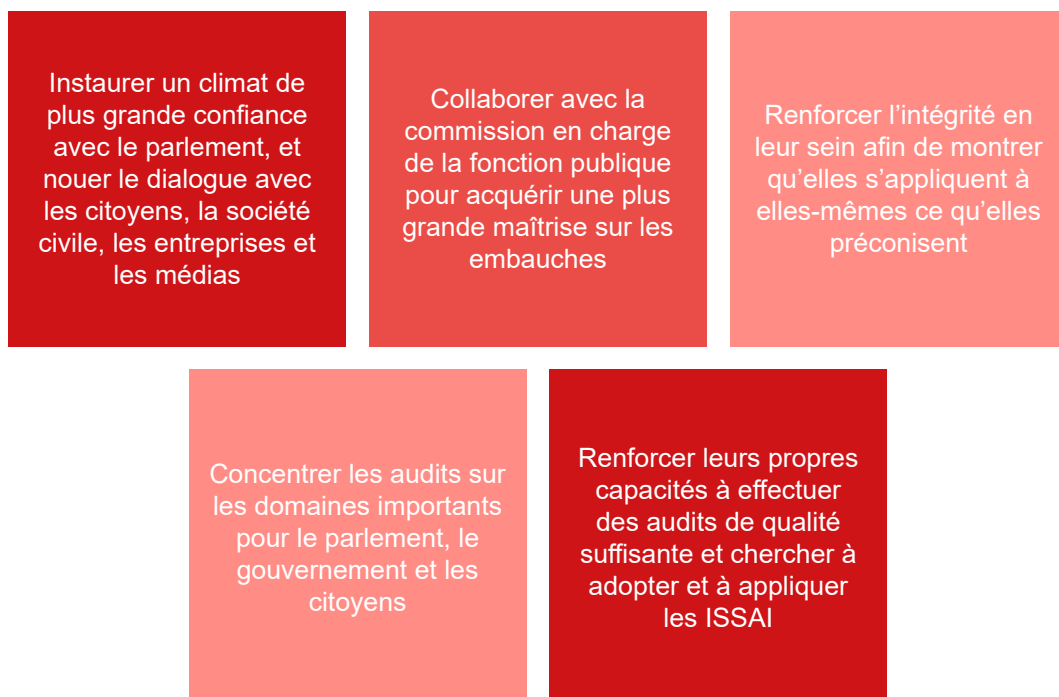 Instaurer un climat de
plus grande confiance
avec le parlement, et
nouer le dialogue avec
les citoyens, la société
civile, les entreprises et
les médias
Collaborer avec la
commission en charge
de la fonction publique
pour acquérir une plus
grande maîtrise sur les
embauches
Renforcer l’intégrité en
leur sein afin de montrer
qu’elles s’appliquent à
elles-mêmes ce qu’elles
préconisent
Concentrer les audits sur
les domaines importants
pour le parlement, le
gouvernement et les
citoyens
Renforcer leurs propres
capacités à effectuer
des audits de qualité
suffisante et chercher à
adopter et à appliquer
les ISSAI